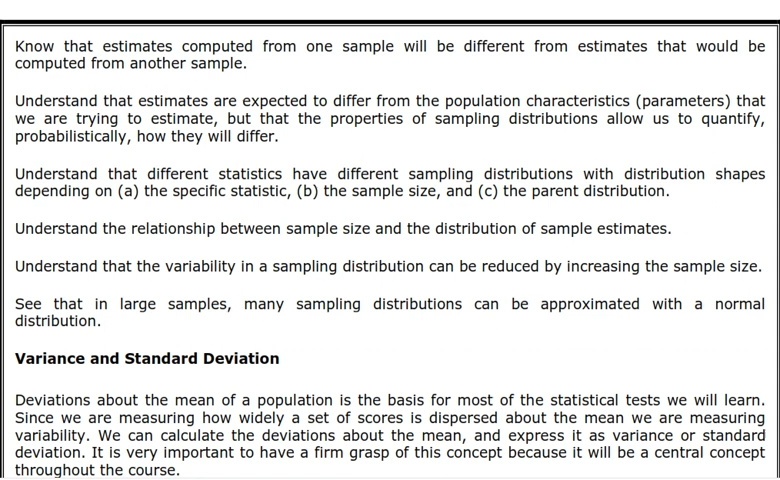 Know that estimates computed from one sample will be different from estimates that would be
computed from another sample.
Understand that estimates are expected to differ from the population characteristics (parameters) that
we are trying to estimate, but that the properties of sampling distributions allow us to quantify,
probabilistically, how they will differ.
Understand that different statistics have different sampling distributions with distribution shapes
depending on (a) the specific statistic, (b) the sample size, and (c) the parent distribution.
Understand the relationship between sample size and the distribution of sample estimates.
Understand that the variability in a sampling distribution can be reduced by increasing the sample size.
See that in large samples, many sampling distributions can be approximated with a normal
distribution.
Variance and Standard Deviation
Deviations about the mean of a population is the basis for most of the statistical tests we will learn.
Since we are measuring how widely a set of scores is dispersed about the mean we are measuring
variability. We can calculate the deviations about the mean, and express it as variance or standard
deviation. It is very important to have a firm grasp of this concept because it will be a central concept
throughout the course.